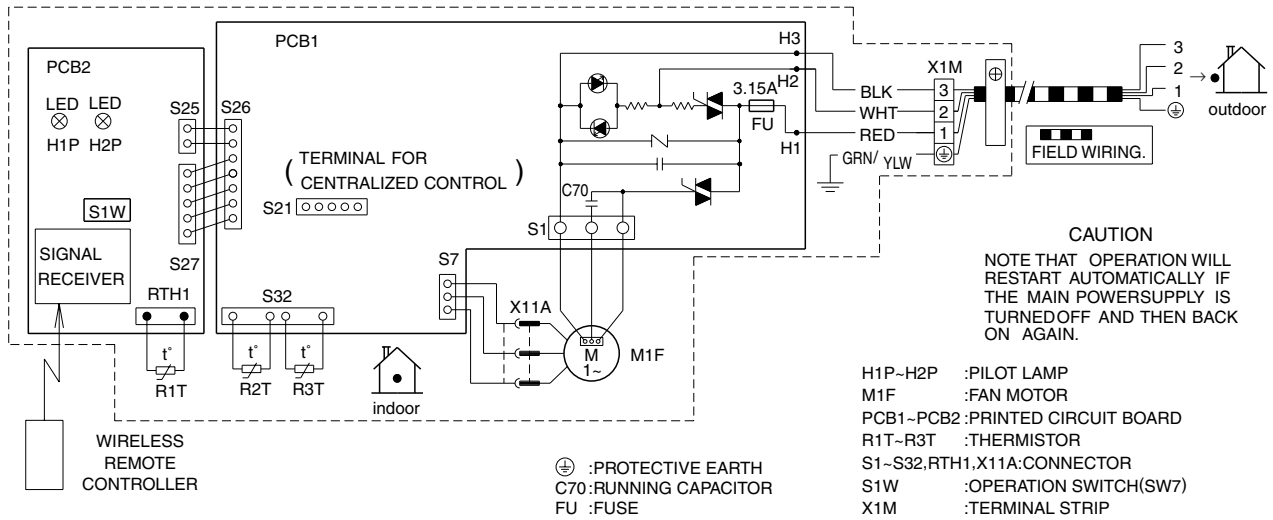 PCB2
LED LED
H1P H2P
S1W
SIGNAL
RECEIVER
RTH1
t°
R1T
WIRELESS
REMOTE
CONTROLLER
S25 S26
S27
PCB1
( TERMINAL FOR
CENTRALIZED CONTROL )
S21
S32
t° t°
R2T R3T
indoor
S7
X11A
M
1~
M1F
S1
C70
3.15A
FU
H3
H2
H1
BLK
WHT
RED
GRN/ YLW
X1M
3
2
1
3
2
1
outdoor
FIELD WIRING.
CAUTION
NOTE THAT OPERATION WILL
RESTART AUTOMATICALLY IF
THE MAIN POWERSUPPLY IS
TURNEDOFF AND THEN BACK
ON AGAIN.
:PROTECTIVE EARTH
C70:RUNNING CAPACITOR
FU :FUSE
H1P~H2P :PILOT LAMP
M1F :FAN MOTOR
PCB1~PCB2:PRINTED CIRCUIT BOARD
R1T~R3T :THERMISTOR
S1~S32,RTH1,X11A:CONNECTOR
S1W :OPERATION SWITCH(SW7)
X1M :TERMINAL STRIP